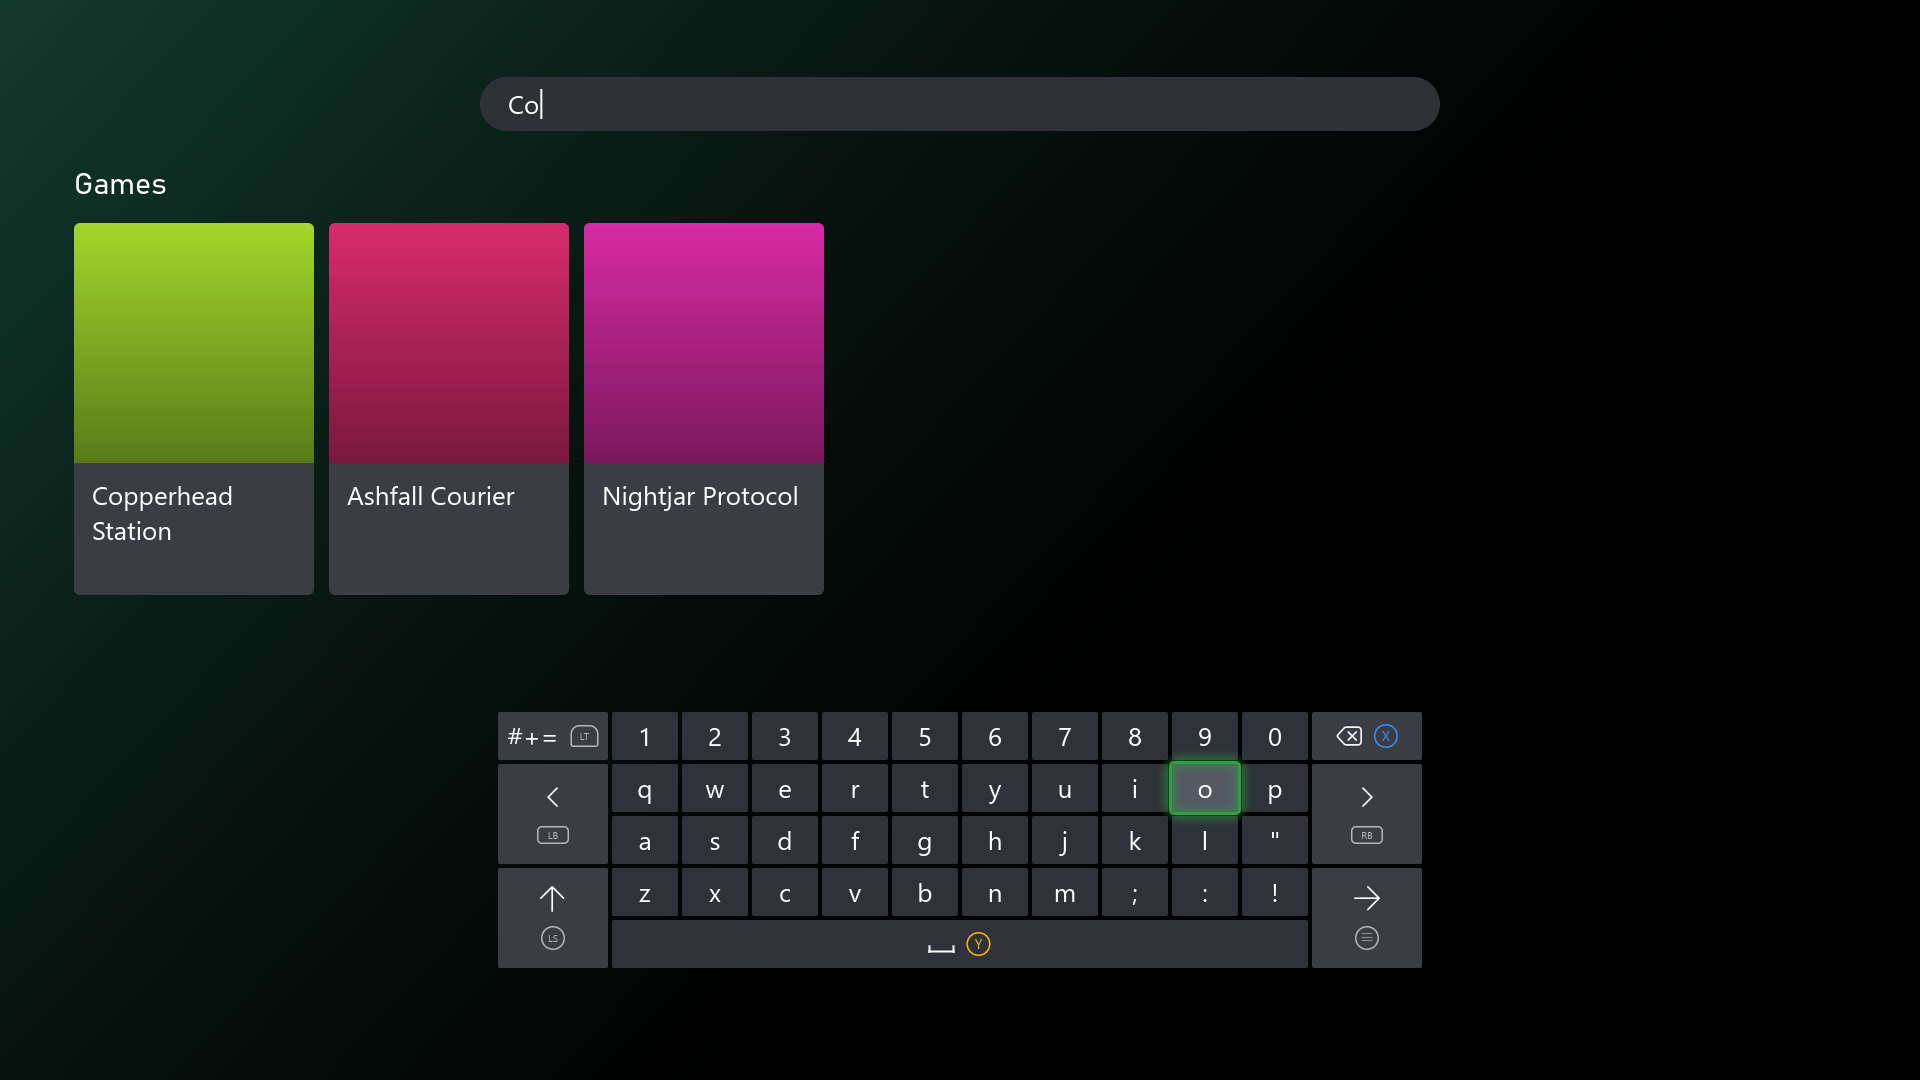 Co
Games
Copperhead
Station
Ashfall Courier
Nightjar Protocol
#+= LT 1 2 3 4 5 6 7 8 9 0 X
LB q w e r t y u i o p RB
a s d f g h j k l "
LS z x c v b n m ; : !
Y